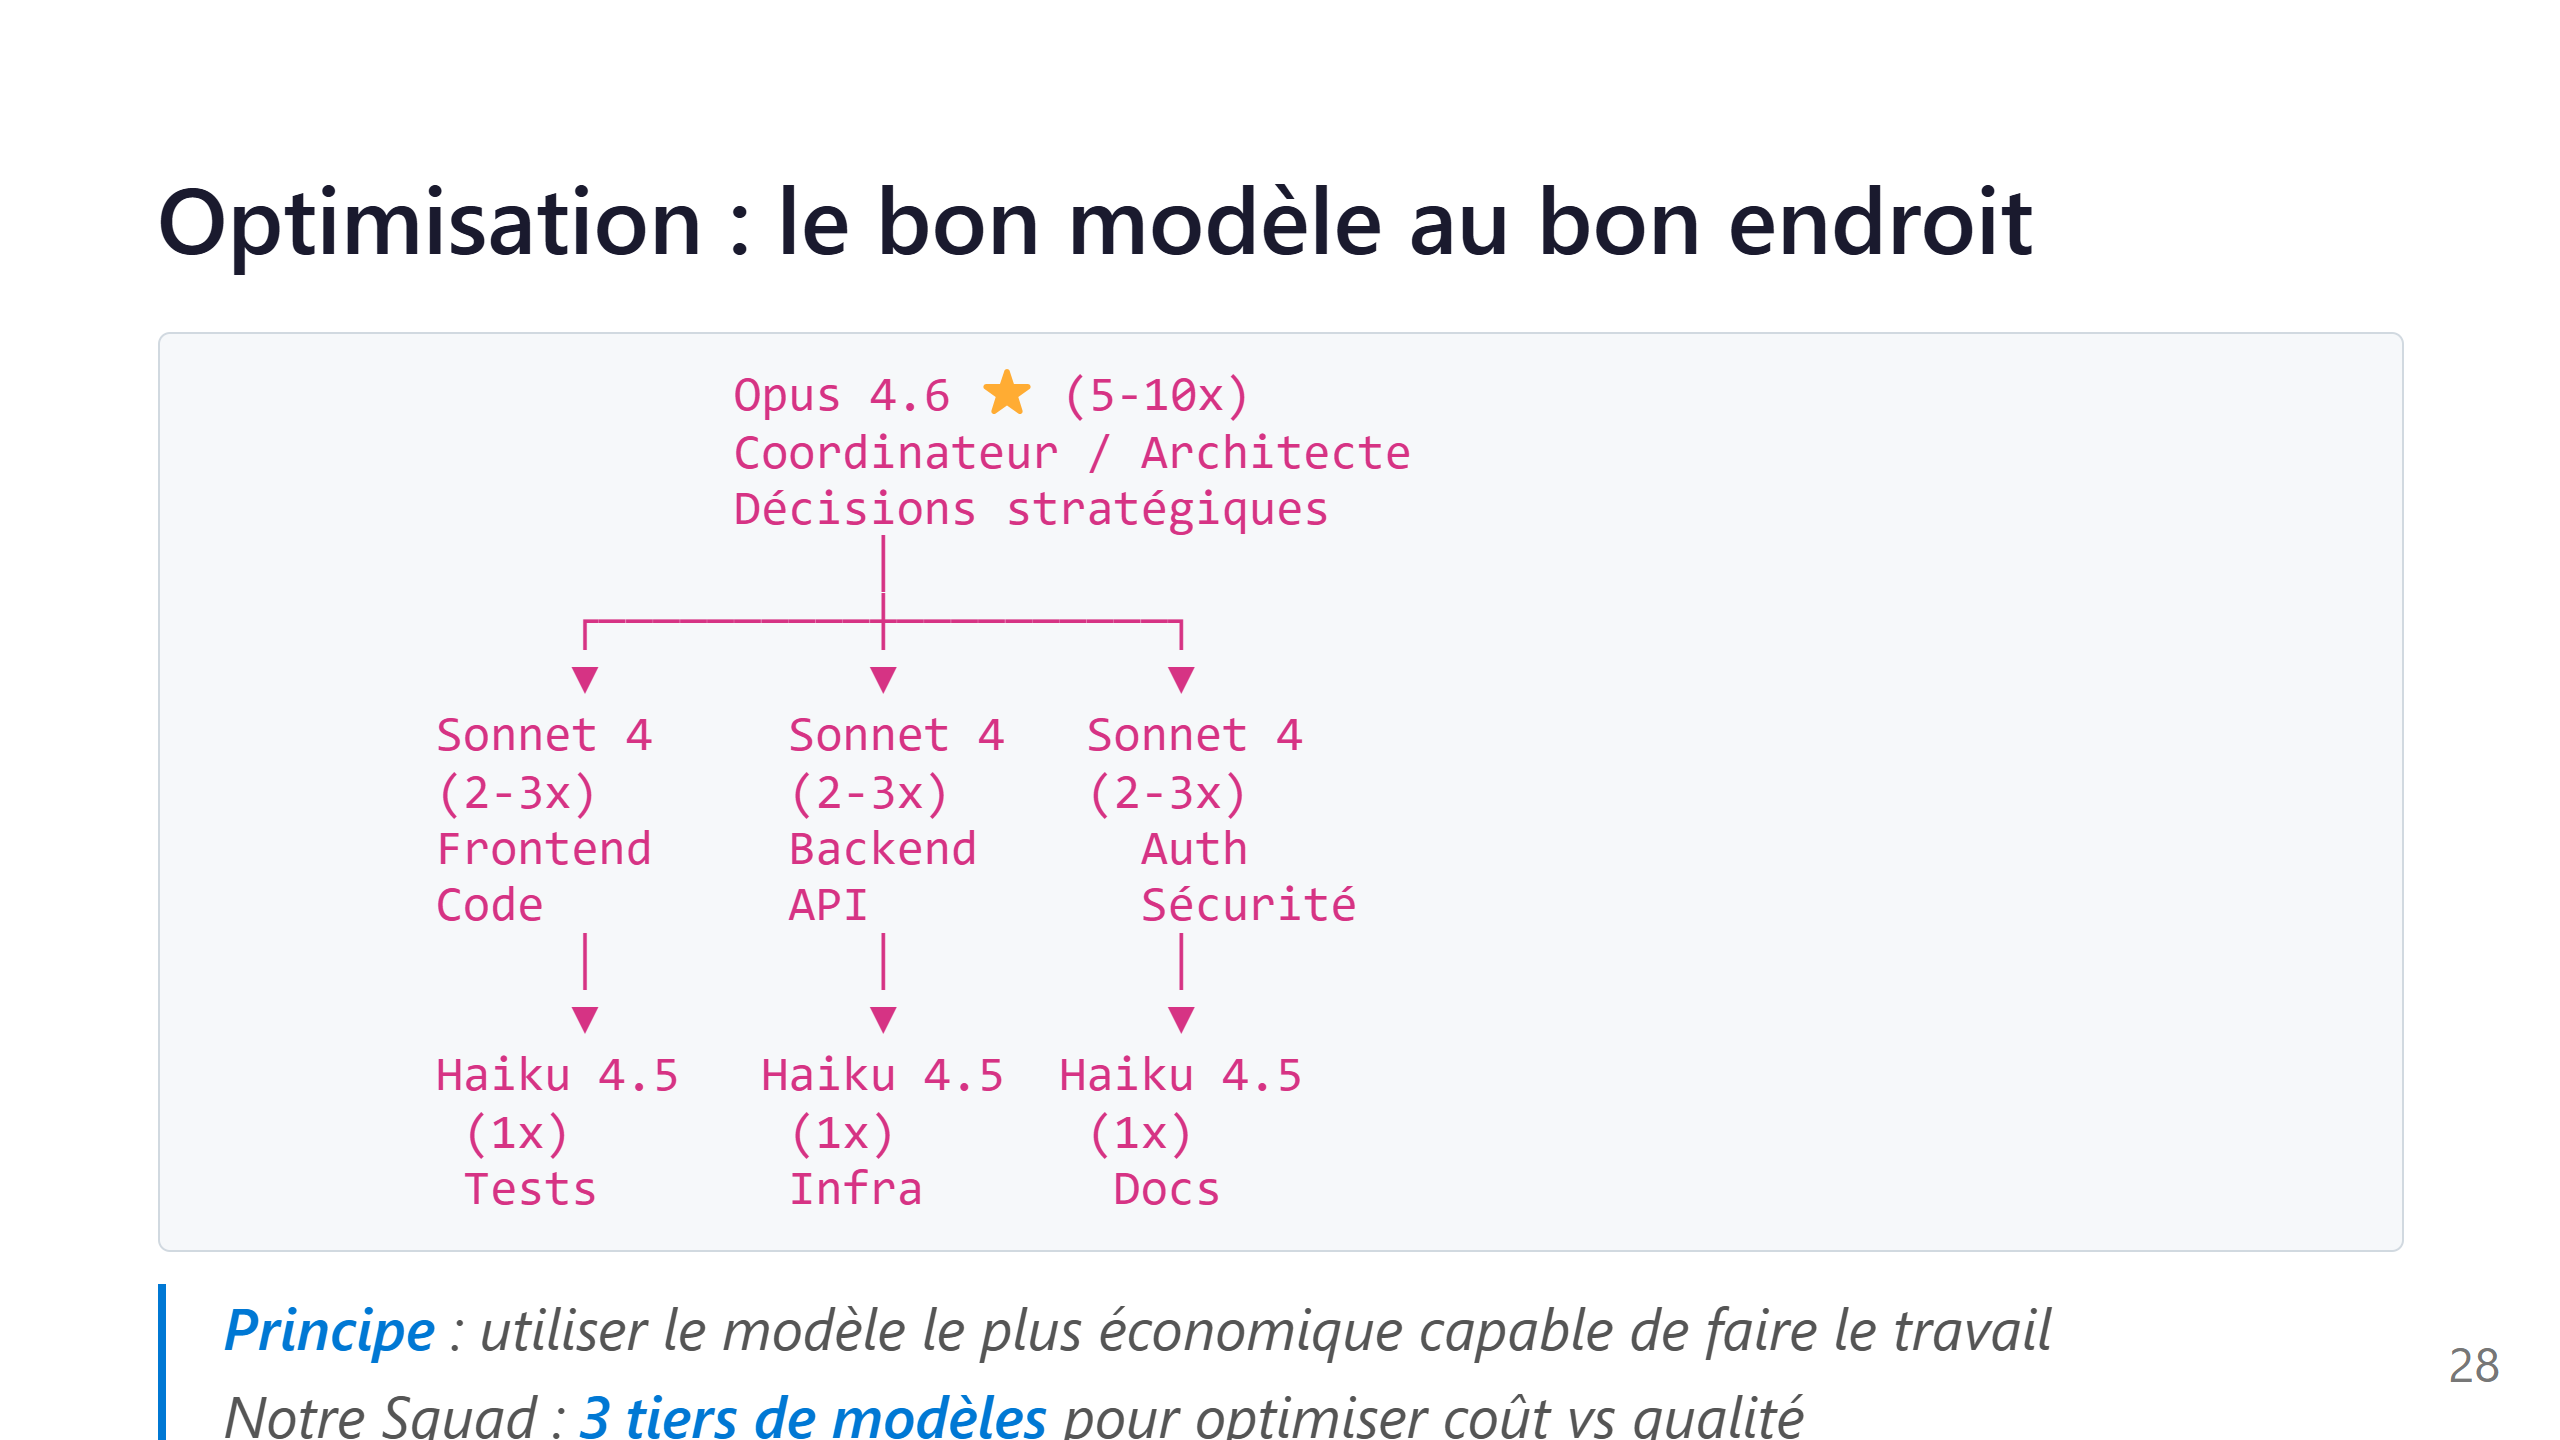 Optimisation : le bon modèle au bon endroit
Opus 4.6 ⭐ (5-10x)
Coordinateur / Architecte
Décisions stratégiques
Sonnet 4 Sonnet 4 Sonnet 4
(2-3x) (2-3x) (2-3x)
Frontend Backend Auth
Code API Sécurité
Haiku 4.5 Haiku 4.5 Haiku 4.5
(1x) (1x) (1x)
Tests Infra Docs
Principe : utiliser le modèle le plus économique capable de faire le travail
Notre Squad : 3 tiers de modèles pour optimiser coût vs qualité
28